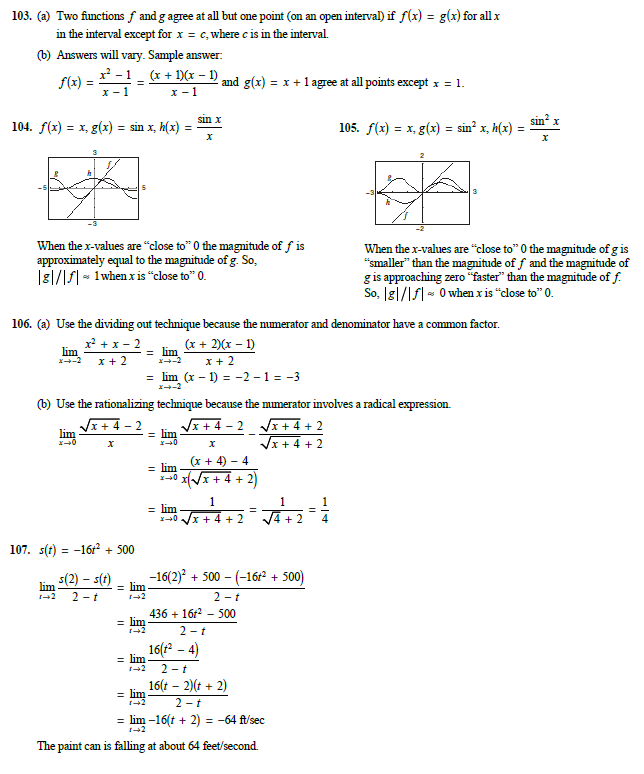 103. (a) Two functions f and g agree at all but one point (on an open interval) if f(x) = g(x) for all x
in the interval except for x = c, where c is in the interval.
(b) Answers will vary. Sample answer:
f(x) = (x² − 1)/(x − 1) = ((x + 1)(x − 1))/(x − 1) and g(x) = x + 1 agree at all points except x = 1.
104. f(x) = x, g(x) = sin x, h(x) = (sin x)/x
3
g
h
f
−5
5
−3
When the x-values are “close to” 0 the magnitude of f is
approximately equal to the magnitude of g. So,
|g|/|f| ≈ 1 when x is “close to” 0.
105. f(x) = x, g(x) = sin² x, h(x) = (sin² x)/x
2
g
−3
3
h
f
−2
When the x-values are “close to” 0 the magnitude of g is
“smaller” than the magnitude of f and the magnitude of
g is approaching zero “faster” than the magnitude of f.
So, |g|/|f| ≈ 0 when x is “close to” 0.
106. (a) Use the dividing out technique because the numerator and denominator have a common factor.
lim x→−2 (x² + x − 2)/(x + 2) = lim x→−2 ((x + 2)(x − 1))/(x + 2)
= lim x→−2 (x − 1) = −2 − 1 = −3
(b) Use the rationalizing technique because the numerator involves a radical expression.
lim x→0 (√(x + 4) − 2)/x = lim x→0 (√(x + 4) − 2)/x − (√(x + 4) + 2)/(√(x + 4) + 2)
= lim x→0 ((x + 4) − 4)/(x(√(x + 4) + 2))
= lim x→0 1/(√(x + 4) + 2) = 1/(√4 + 2) = 1/4
107. s(t) = −16t² + 500
lim t→2 (s(2) − s(t))/(2 − t) = lim t→2 (−16(2)² + 500 − (−16t² + 500))/(2 − t)
= lim t→2 (436 + 16t² − 500)/(2 − t)
= lim t→2 (16(t² − 4))/(2 − t)
= lim t→2 (16(t − 2)(t + 2))/(2 − t)
= lim t→2 −16(t + 2) = −64 ft/sec
The paint can is falling at about 64 feet/second.